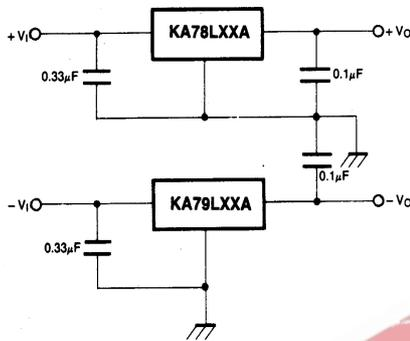 +VI
KA78LXXA
+VO
0.33μF
0.1μF
0.1μF
−VI
KA79LXXA
−VO
0.33μF